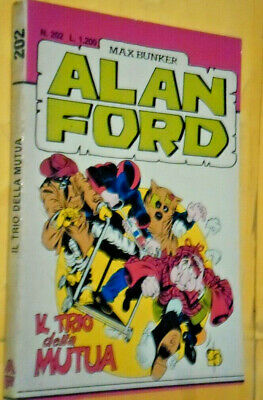 202
IL TRIO DELLA MUTUA
N. 202 L. 1.200
MAX BUNKER
ALAN
FORD
IL TRIO
della
MUTUA